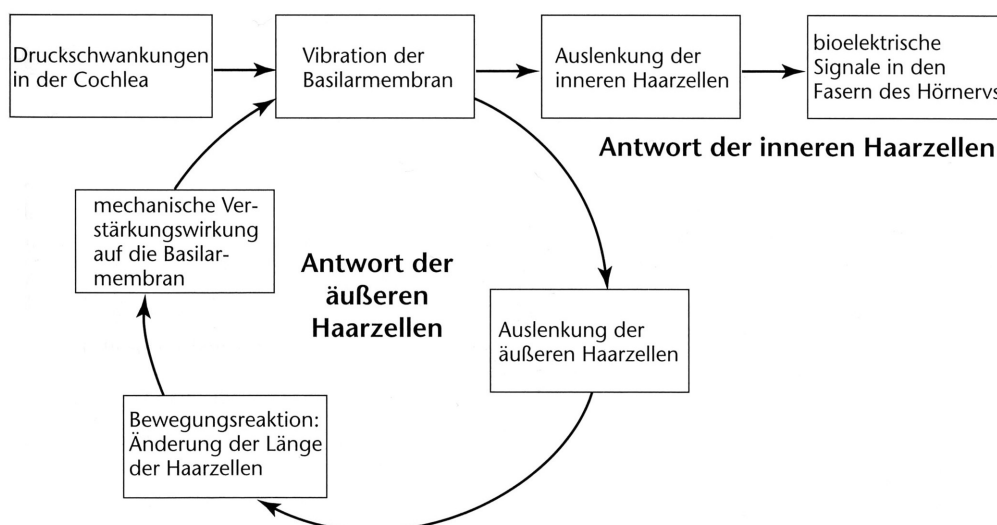 Druckschwankungen
in der Cochlea
Vibration der
Basilarmembran
Auslenkung der
inneren Haarzellen
bioelektrische
Signale in den
Fasern des Hörnervs
Antwort der inneren Haarzellen
mechanische Ver-
stärkungswirkung
auf die Basilar-
membran
Antwort der
äußeren
Haarzellen
Auslenkung der
äußeren Haarzellen
Bewegungsreaktion:
Änderung der Länge
der Haarzellen